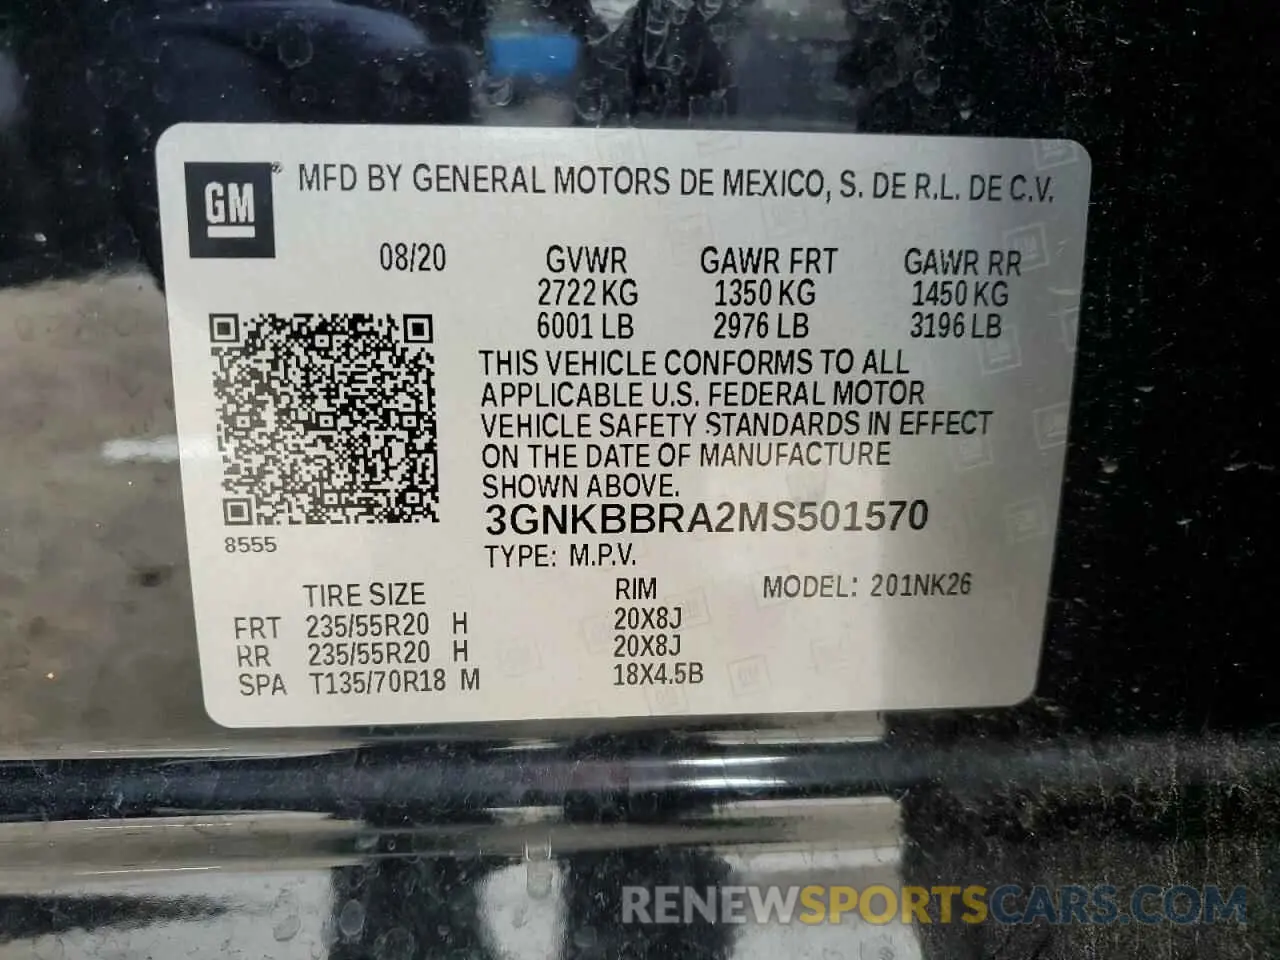 GM ® MFD BY GENERAL MOTORS DE MEXICO, S. DE R.L. DE C.V.
08/20 GVWR GAWR FRT GAWR RR
2722 KG 1350 KG 1450 KG
6001 LB 2976 LB 3196 LB
THIS VEHICLE CONFORMS TO ALL
APPLICABLE U.S. FEDERAL MOTOR
VEHICLE SAFETY STANDARDS IN EFFECT
ON THE DATE OF MANUFACTURE
SHOWN ABOVE.
3GNKBBRA2MS501570
8555
TYPE: M.P.V.
TIRE SIZE RIM MODEL: 201NK26
FRT 235/55R20 H 20X8J
RR 235/55R20 H 20X8J
SPA T135/70R18 M 18X4.5B
RENEWSPORTSCARS.COM